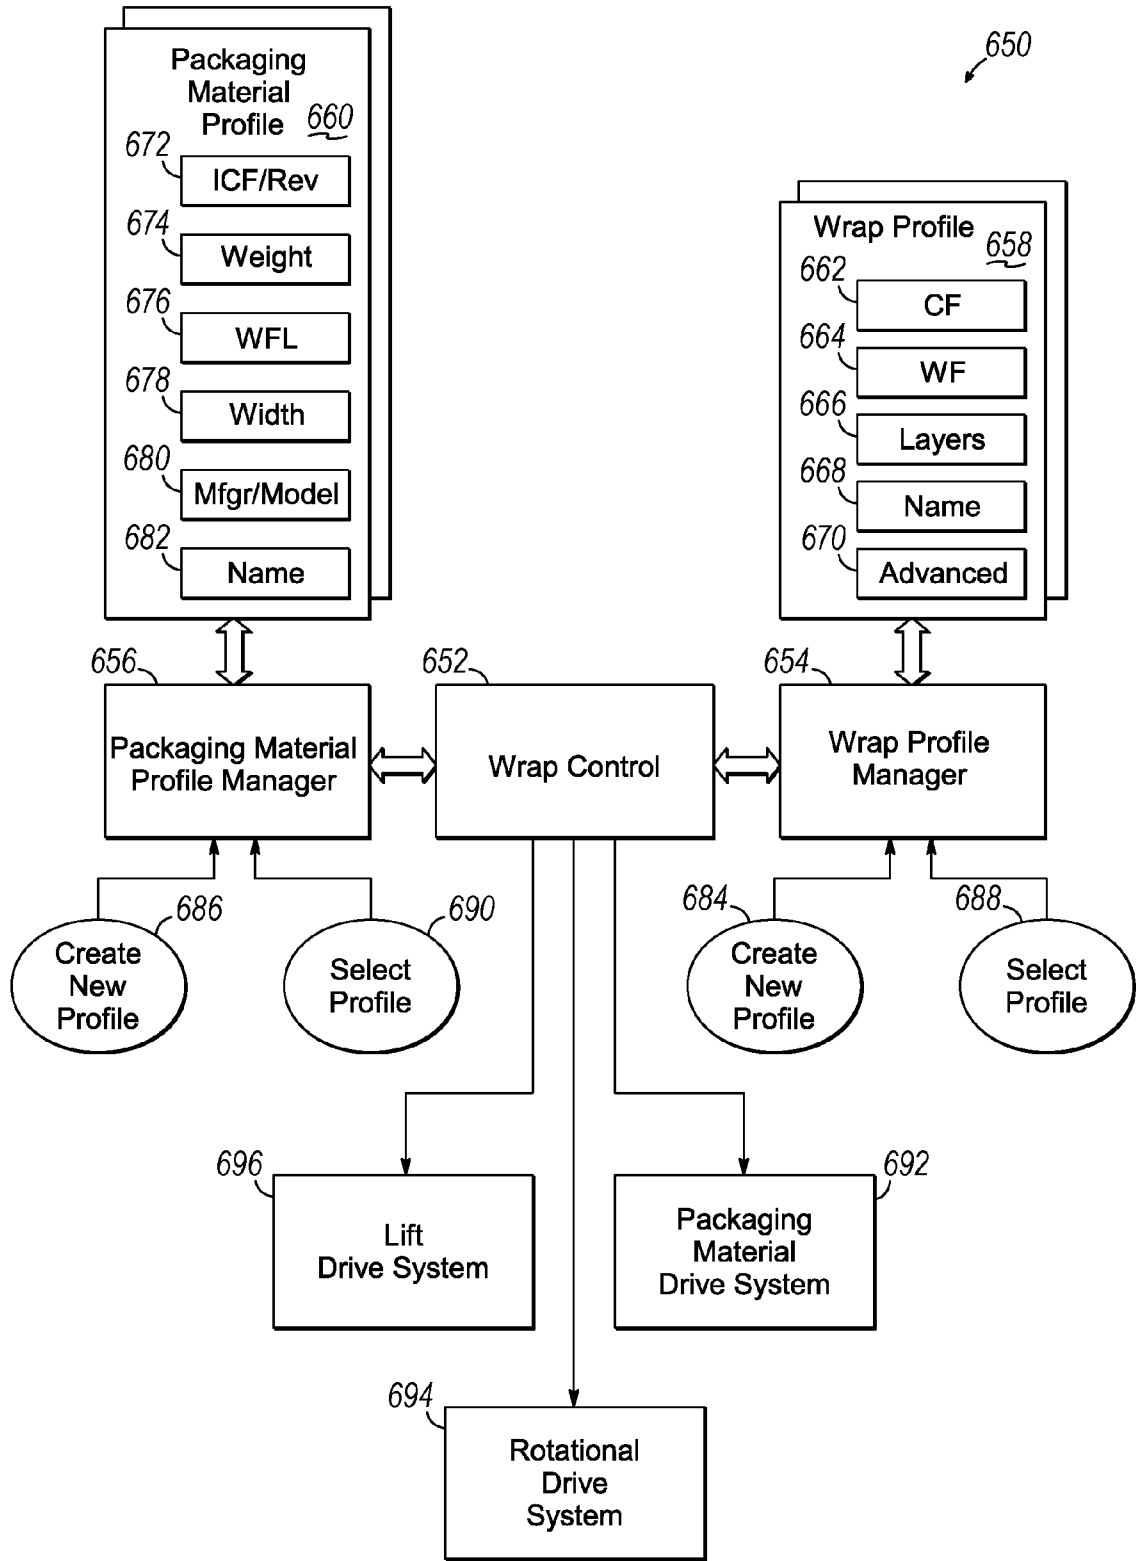 650
Packaging
Material
Profile
660
672
ICF/Rev
674
Weight
676
WFL
678
Width
680
Mfgr/Model
682
Name
Wrap Profile
658
662
CF
664
WF
666
Layers
668
Name
670
Advanced
656
Packaging Material
Profile Manager
652
Wrap Control
654
Wrap Profile
Manager
686
Create
New
Profile
690
Select
Profile
684
Create
New
Profile
688
Select
Profile
696
Lift
Drive System
692
Packaging
Material
Drive System
694
Rotational
Drive
System